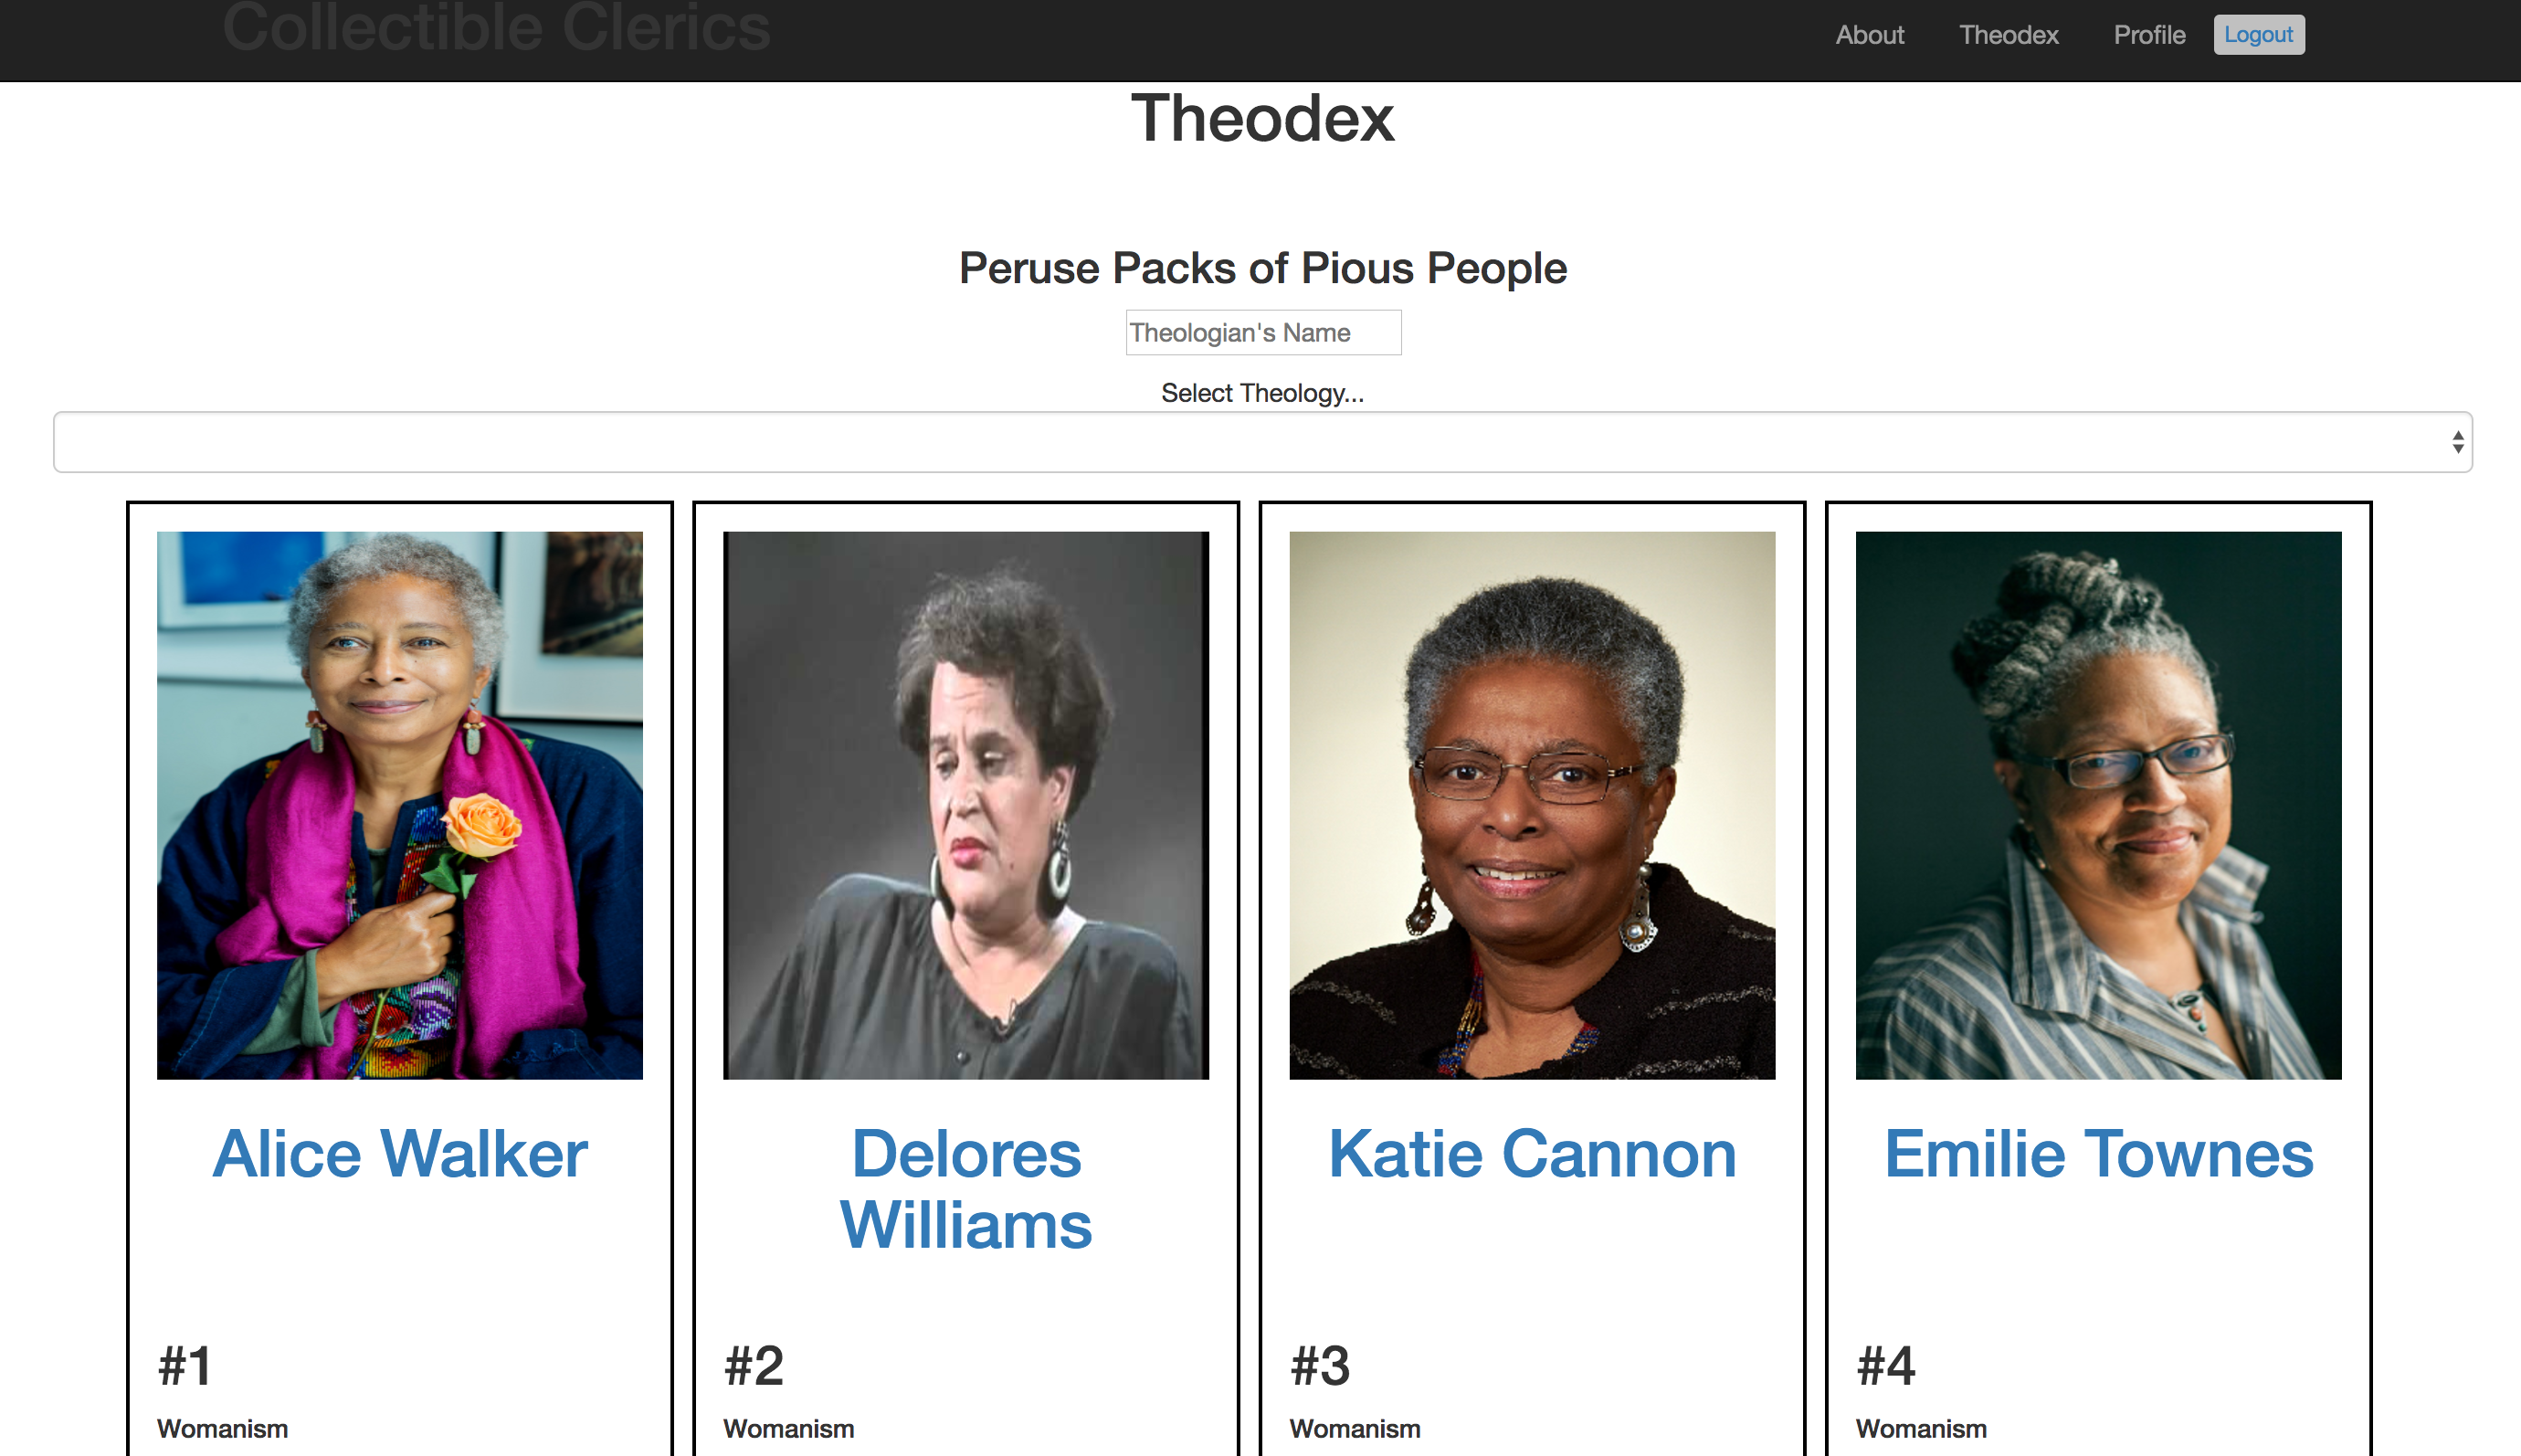 Collectible Clerics
About Theodex Profile Logout
Theodex
Peruse Packs of Pious People
Theologian's Name
Select Theology...
Alice Walker
Delores
Williams
Katie Cannon
Emilie Townes
#1
Womanism
#2
Womanism
#3
Womanism
#4
Womanism